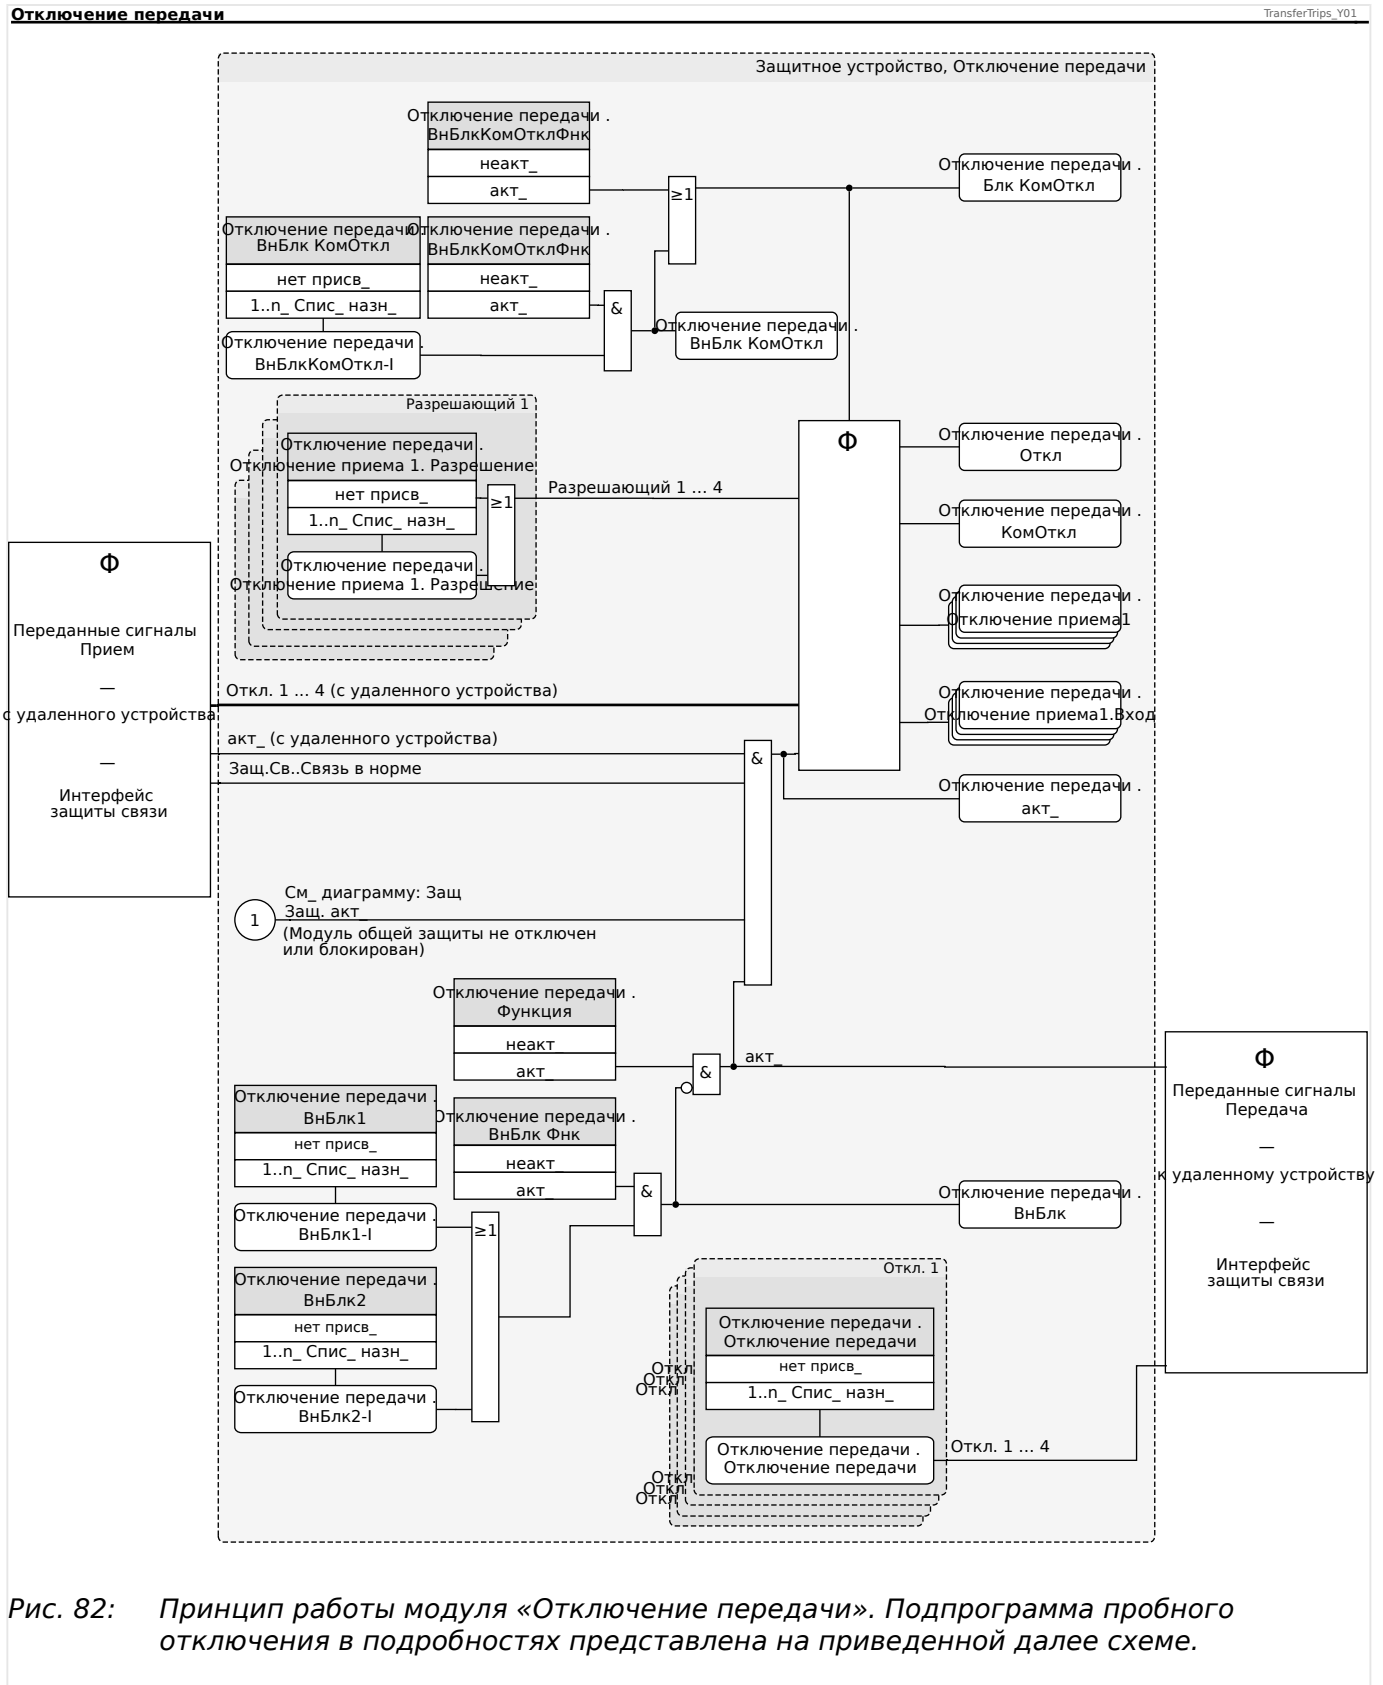 Отключение передачи
TransferTrips_Y01
Защитное устройство, Отключение передачи
Отключение передачи .
ВнБлкКомОтклФнк
неакт_
акт_
≥1
Отключение передачи .
Блк КомОткл
Отключение передачи .
ВнБлк КомОткл
нет присв_
1..n_ Спис_ назн_
Отключение передачи .
ВнБлкКомОтклФнк
неакт_
акт_
&
Отключение передачи .
ВнБлк КомОткл
Отключение передачи .
ВнБлкКомОткл-I
Разрешающий 1
Отключение передачи .
Отключение приема 1. Разрешение
нет присв_
1..n_ Спис_ назн_
≥1
Отключение передачи .
Отключение приема 1. Разрешение
Разрешающий 1 ... 4
Ф
Отключение передачи .
Откл
Отключение передачи .
КомОткл
Отключение передачи .
Отключение приема1
Отключение передачи .
Отключение приема1.Вход
Отключение передачи .
акт_
Ф
Переданные сигналы
Прием
—
с удаленного устройства
—
Интерфейс
защиты связи
Откл. 1 ... 4 (с удаленного устройства)
акт_ (с удаленного устройства)
Защ.Св..Связь в норме
&
1
См_ диаграмму: Защ
Защ. акт_
(Модуль общей защиты не отключен
или блокирован)
Отключение передачи .
Функция
неакт_
акт_
&
акт_
Отключение передачи .
ВнБлк1
нет присв_
1..n_ Спис_ назн_
Отключение передачи .
ВнБлк1-I
Отключение передачи .
ВнБлк Фнк
неакт_
акт_
&
≥1
Отключение передачи .
ВнБлк
Отключение передачи .
ВнБлк2
нет присв_
1..n_ Спис_ назн_
Отключение передачи .
ВнБлк2-I
Ф
Переданные сигналы
Передача
—
к удаленному устройству
—
Интерфейс
защиты связи
Откл. 1
Отключение передачи .
Отключение передачи
нет присв_
1..n_ Спис_ назн_
Откл
Откл
Откл
Отключение передачи .
Отключение передачи
Откл
Откл
Откл
Откл. 1 ... 4
Рис. 82: Принцип работы модуля «Отключение передачи». Подпрограмма пробного
отключения в подробностях представлена на приведенной далее схеме.